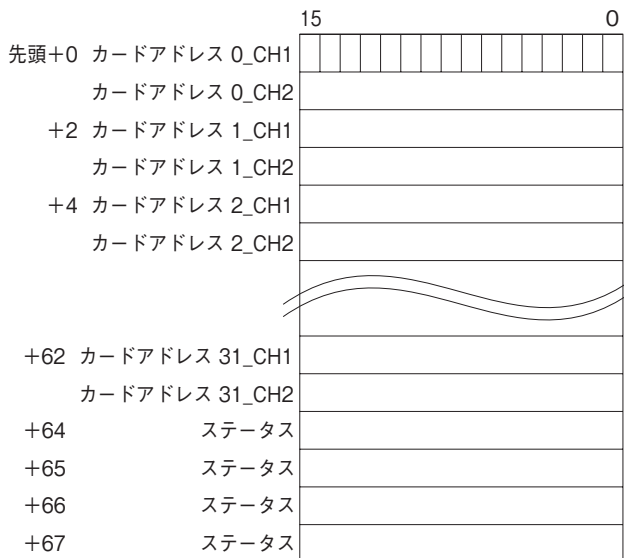 15 0
先頭+0 カードアドレス 0_CH1
カードアドレス 0_CH2
+2 カードアドレス 1_CH1
カードアドレス 1_CH2
+4 カードアドレス 2_CH1
カードアドレス 2_CH2
+62 カードアドレス 31_CH1
カードアドレス 31_CH2
+64 ステータス
+65 ステータス
+66 ステータス
+67 ステータス